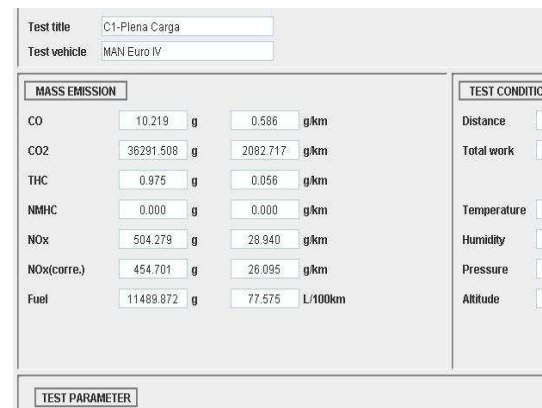 Test title C1-Plena Carga
Test vehicle MAN Euro IV
MASS EMISSION
CO 10.219 g 0.586 g/km
CO2 36291.508 g 2082.717 g/km
THC 0.975 g 0.056 g/km
NMHC 0.000 g 0.000 g/km
NOx 504.279 g 28.940 g/km
NOx(corre.) 454.701 g 26.095 g/km
Fuel 11489.872 g 77.575 L/100km
TEST CONDITIO
Distance
Total work
Temperature
Humidity
Pressure
Altitude
TEST PARAMETER